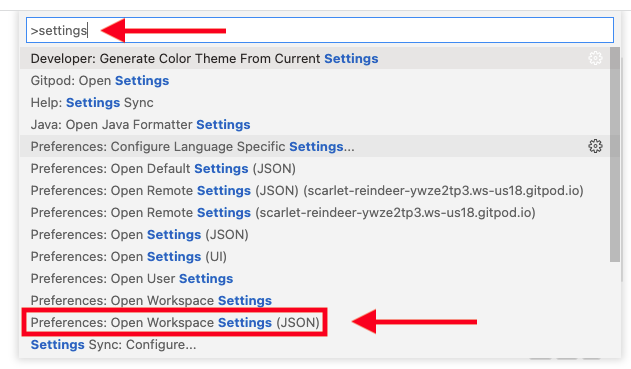 >settings
Developer: Generate Color Theme From Current Settings
Gitpod: Open Settings
Help: Settings Sync
Java: Open Java Formatter Settings
Preferences: Configure Language Specific Settings...
Preferences: Open Default Settings (JSON)
Preferences: Open Remote Settings (JSON) (scarlet-reindeer-ywze2tp3.ws-us18.gitpod.io)
Preferences: Open Remote Settings (scarlet-reindeer-ywze2tp3.ws-us18.gitpod.io)
Preferences: Open Settings (JSON)
Preferences: Open Settings (UI)
Preferences: Open User Settings
Preferences: Open Workspace Settings
Preferences: Open Workspace Settings (JSON)
Settings Sync: Configure...